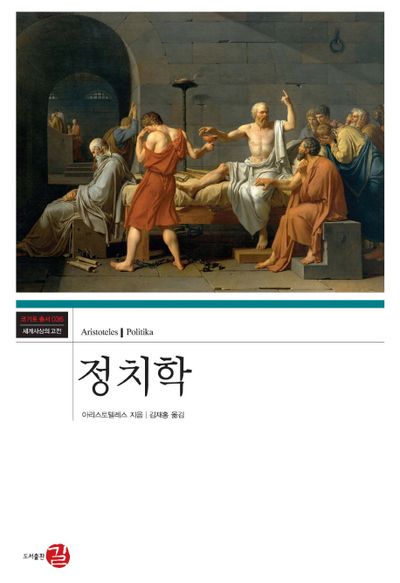 코기토 총서 036
세계사상의 고전
Aristoteles | Politika
정치학
아리스토텔레스 지음 | 김재홍 옮김
도서출판 길